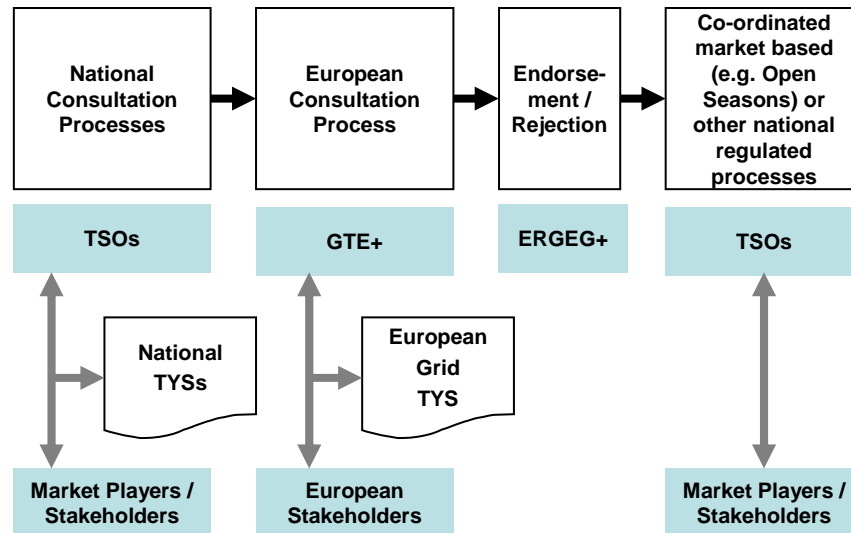 National
Consultation
Processes
European
Consultation
Process
Endorse-
ment /
Rejection
Co-ordinated
market based
(e.g. Open
Seasons) or
other national
regulated
processes
TSOs
GTE+
ERGEG+
TSOs
National
TYSs
European
Grid
TYS
Market Players /
Stakeholders
European
Stakeholders
Market Players /
Stakeholders